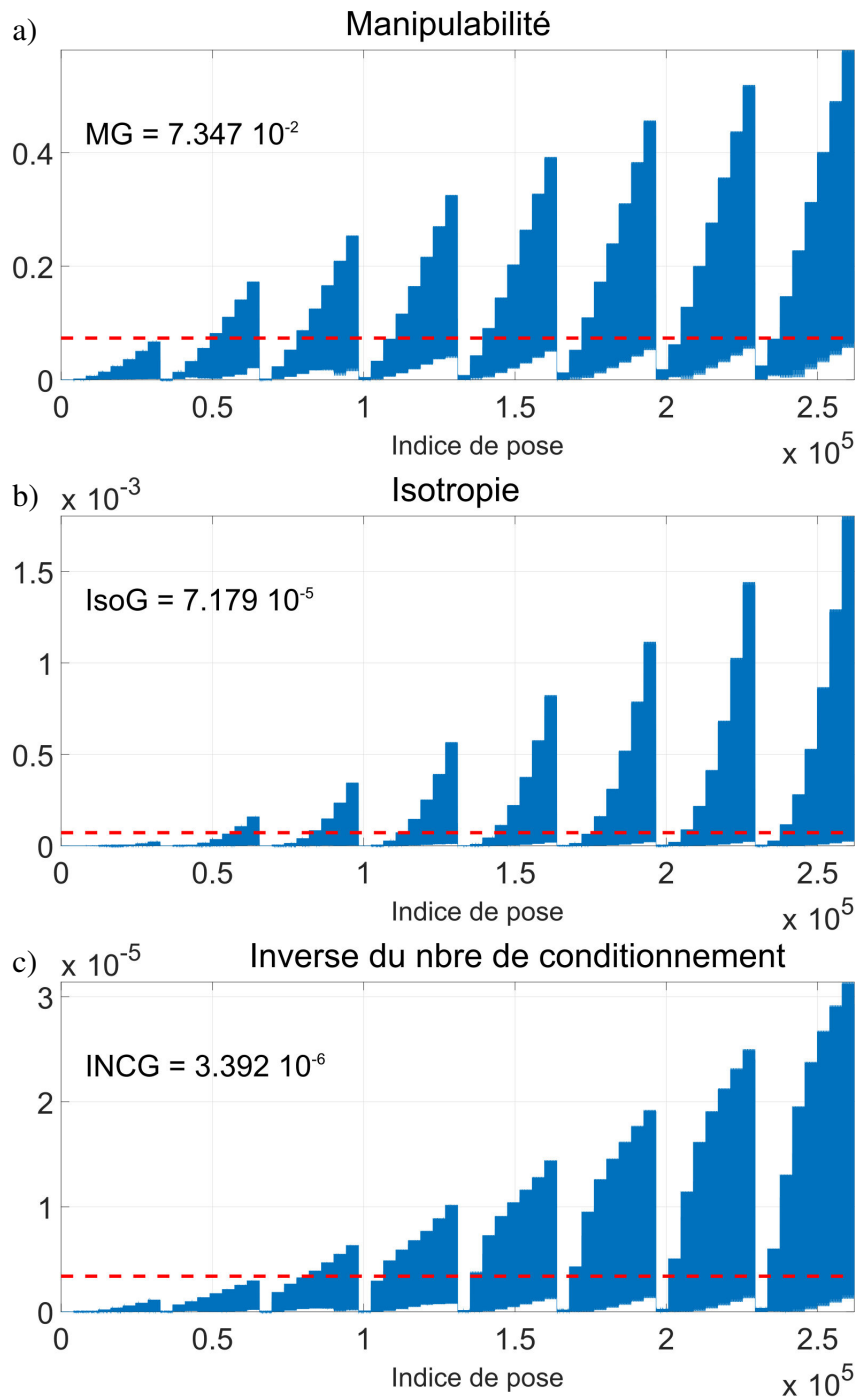 a)
Manipulabilité
MG = 7.347 10⁻²
0.4
0.2
0
0 0.5 1 1.5 2 2.5
Indice de pose
x 10⁵
b)
x 10⁻³
Isotropie
1.5
IsoG = 7.179 10⁻⁵
1
0.5
0
0 0.5 1 1.5 2 2.5
Indice de pose
x 10⁵
c)
x 10⁻⁵
Inverse du nbre de conditionnement
3
INCG = 3.392 10⁻⁶
2
1
0
0 0.5 1 1.5 2 2.5
Indice de pose
x 10⁵